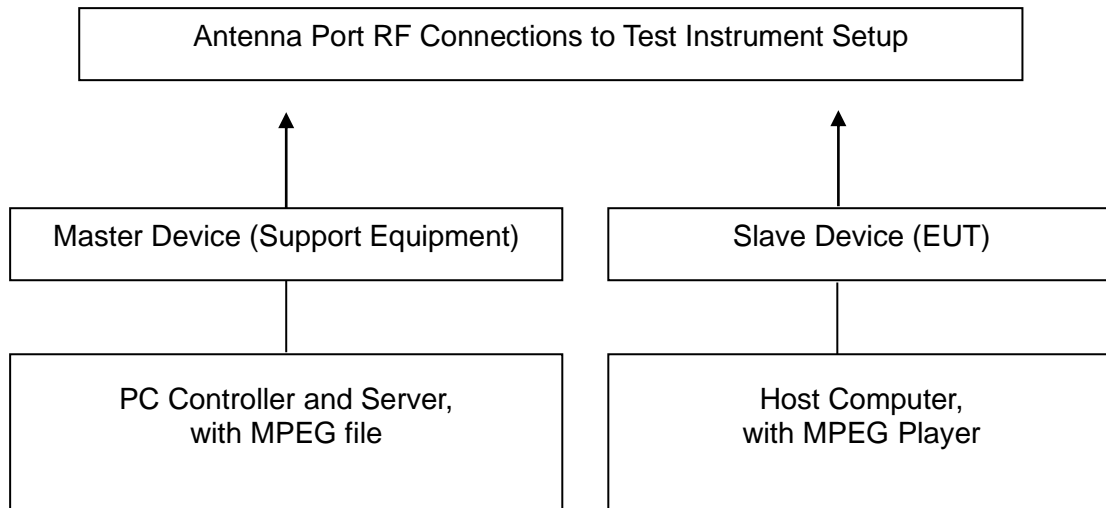 Antenna Port RF Connections to Test Instrument Setup
Master Device (Support Equipment)
Slave Device (EUT)
PC Controller and Server,
with MPEG file
Host Computer,
with MPEG Player